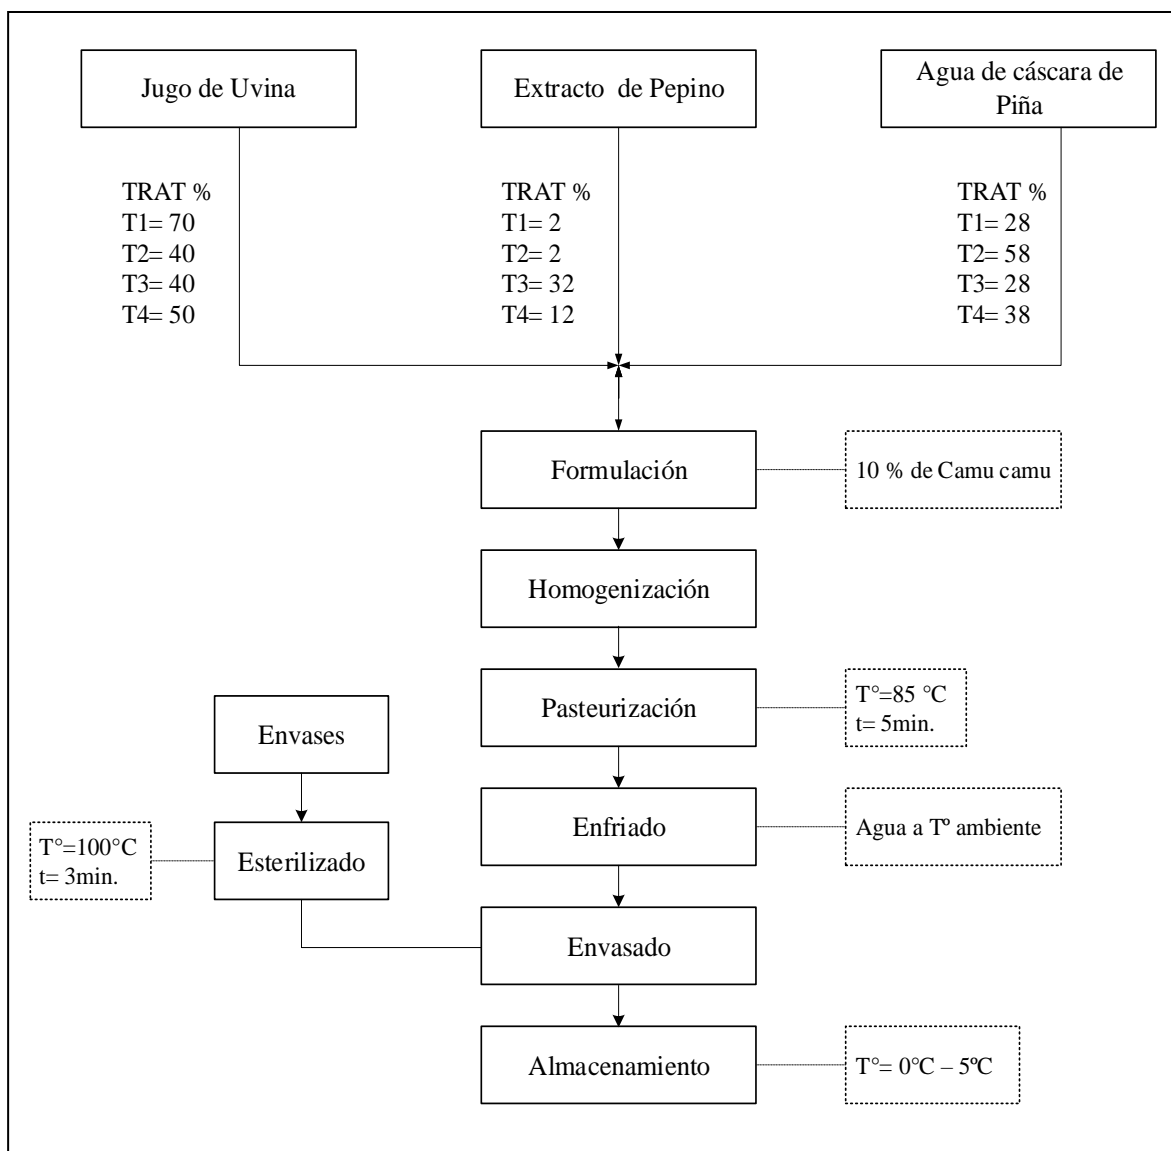 Jugo de Uvina
Extracto de Pepino
Agua de cáscara de
Piña
TRAT %
T1= 70
T2= 40
T3= 40
T4= 50
TRAT %
T1= 2
T2= 2
T3= 32
T4= 12
TRAT %
T1= 28
T2= 58
T3= 28
T4= 38
Formulación
10 % de Camu camu
Homogenización
Pasteurización
T°=85 °C
t= 5min.
Envases
Enfriado
Agua a Tº ambiente
T°=100°C
t= 3min.
Esterilizado
Envasado
Almacenamiento
T°= 0°C – 5ºC